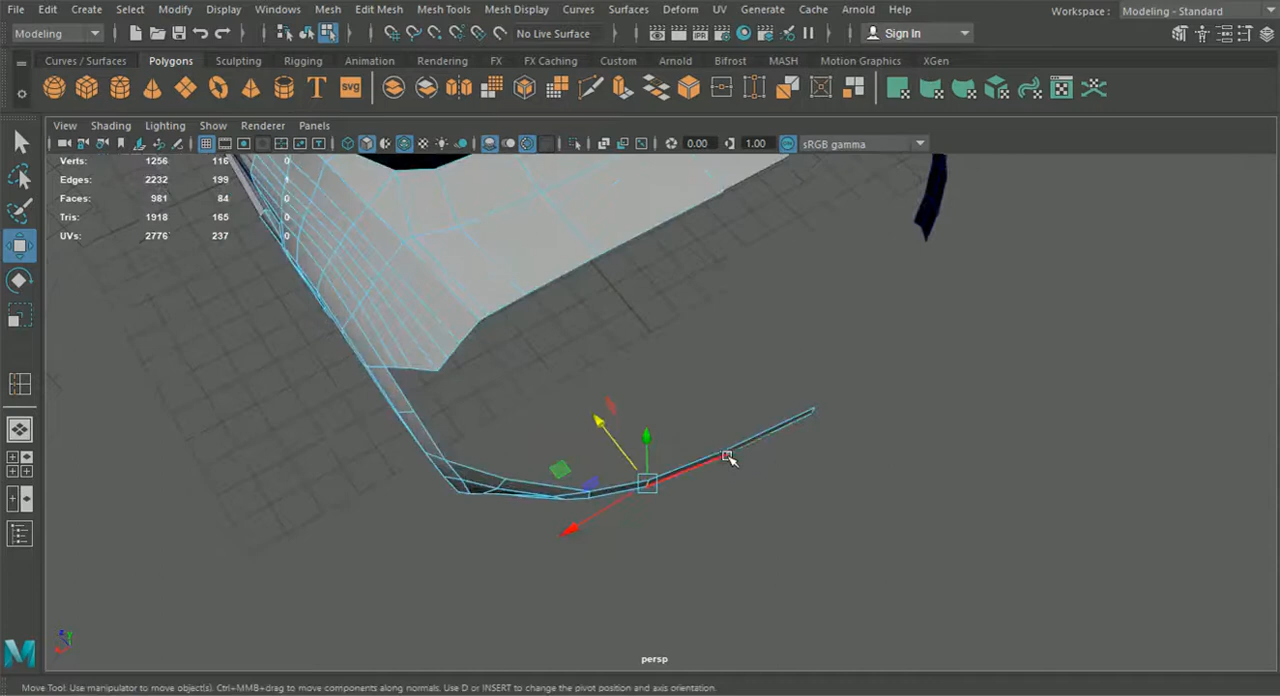 File Edit Create Select Modify Display Windows Mesh Edit Mesh Mesh Tools Mesh Display Curves Surfaces Deform UV Generate Cache Arnold Help Workspace : Modeling - Standard
Modeling No Live Surface Sign In
Curves / Surfaces Polygons Sculpting Rigging Animation Rendering FX FX Caching Custom Arnold Bifrost MASH Motion Graphics XGen
T svg
View Shading Lighting Show Renderer Panels
0.00 1.00 sRGB gamma
Verts: 1256 116 0
Edges: 2232 199 1
Faces: 981 84 0
Tris: 1918 165 0
UVs: 2776 237 0
persp
Move Tool: Use manipulator to move object(s). Ctrl+MMB+drag to move components along normals. Use D or INSERT to change the pivot position and axis orientation.